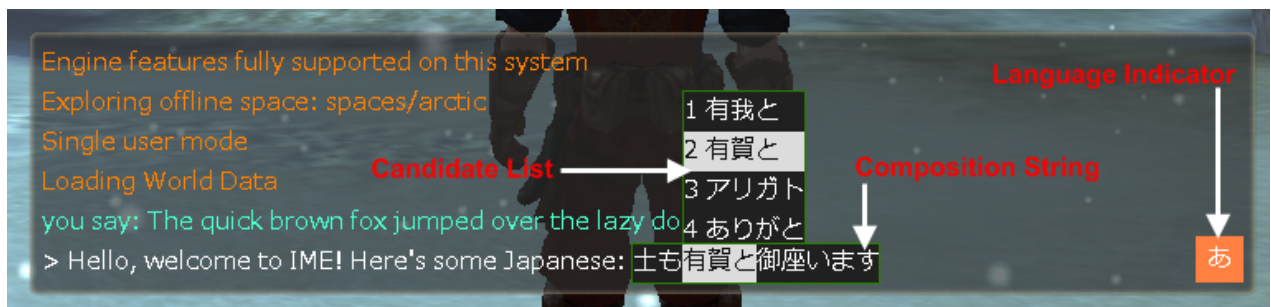 Engine features fully supported on this system
Language Indicator
Exploring offline space: spaces/arctic
1 有我と
Single user mode
2 有賀と
Candidate List
Composition String
Loading World Data
3 アリガト
you say: The quick brown fox jumped over the lazy do
4 ありがと
> Hello, welcome to IME! Here's some Japanese: 士も有賀と御座います
あ